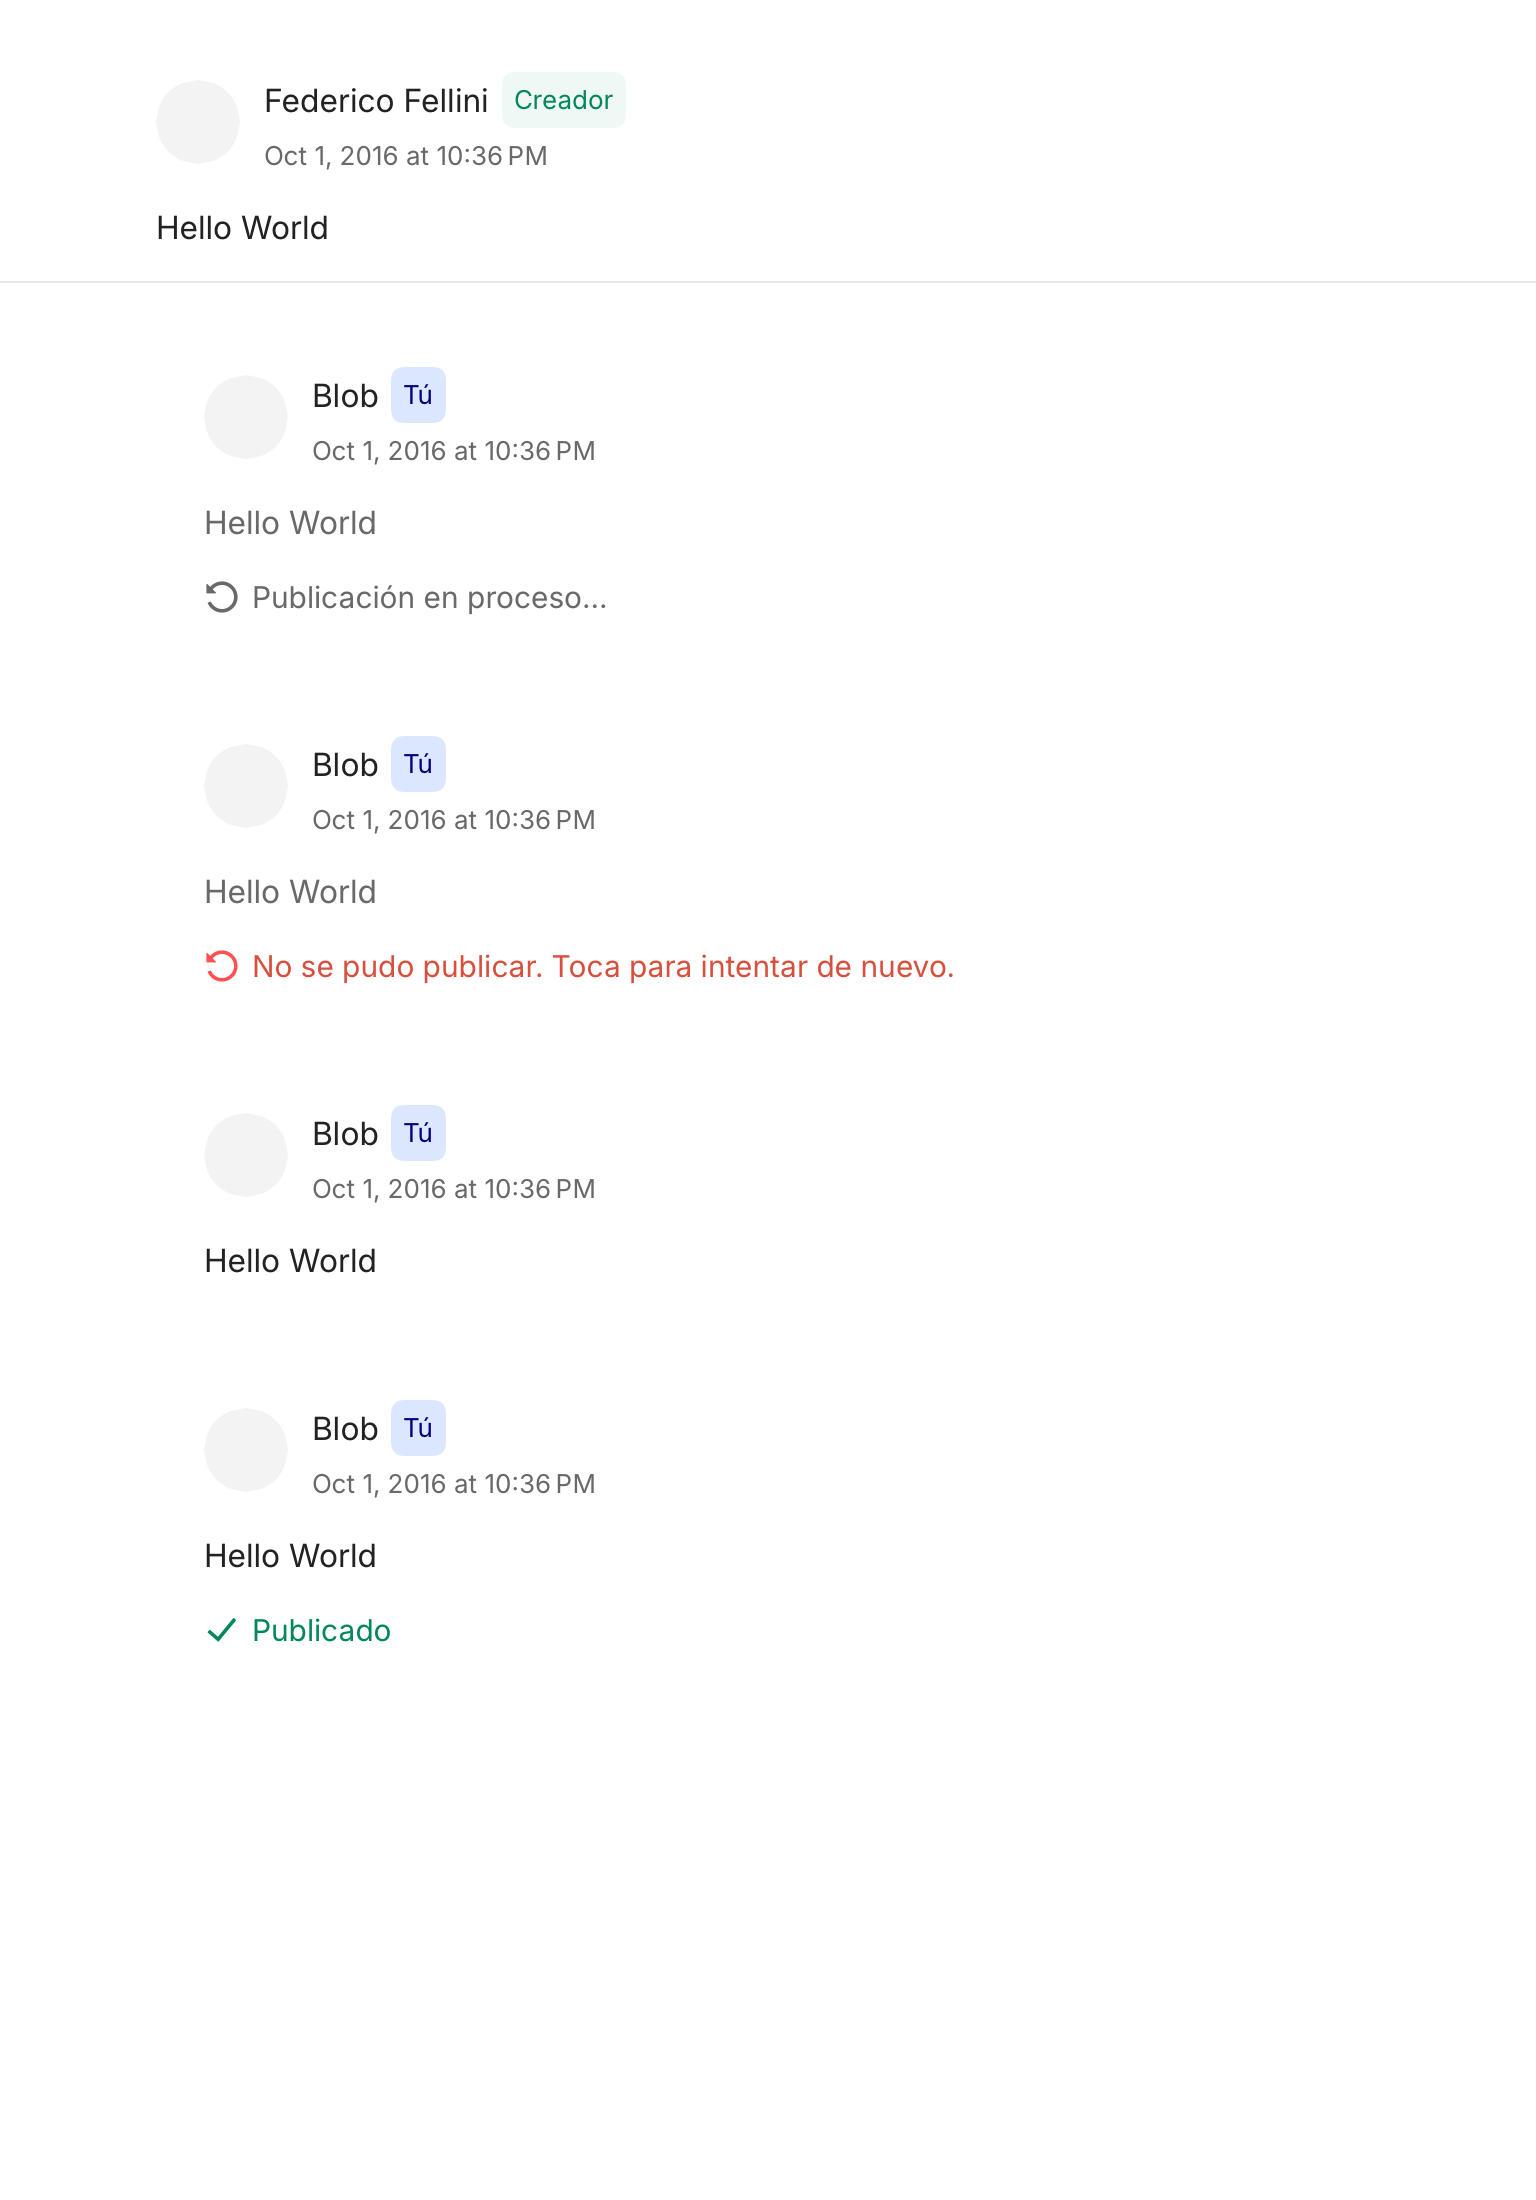 Federico Fellini Creador
Oct 1, 2016 at 10:36 PM
Hello World
Blob Tú
Oct 1, 2016 at 10:36 PM
Hello World
Publicación en proceso...
Blob Tú
Oct 1, 2016 at 10:36 PM
Hello World
No se pudo publicar. Toca para intentar de nuevo.
Blob Tú
Oct 1, 2016 at 10:36 PM
Hello World
Blob Tú
Oct 1, 2016 at 10:36 PM
Hello World
Publicado